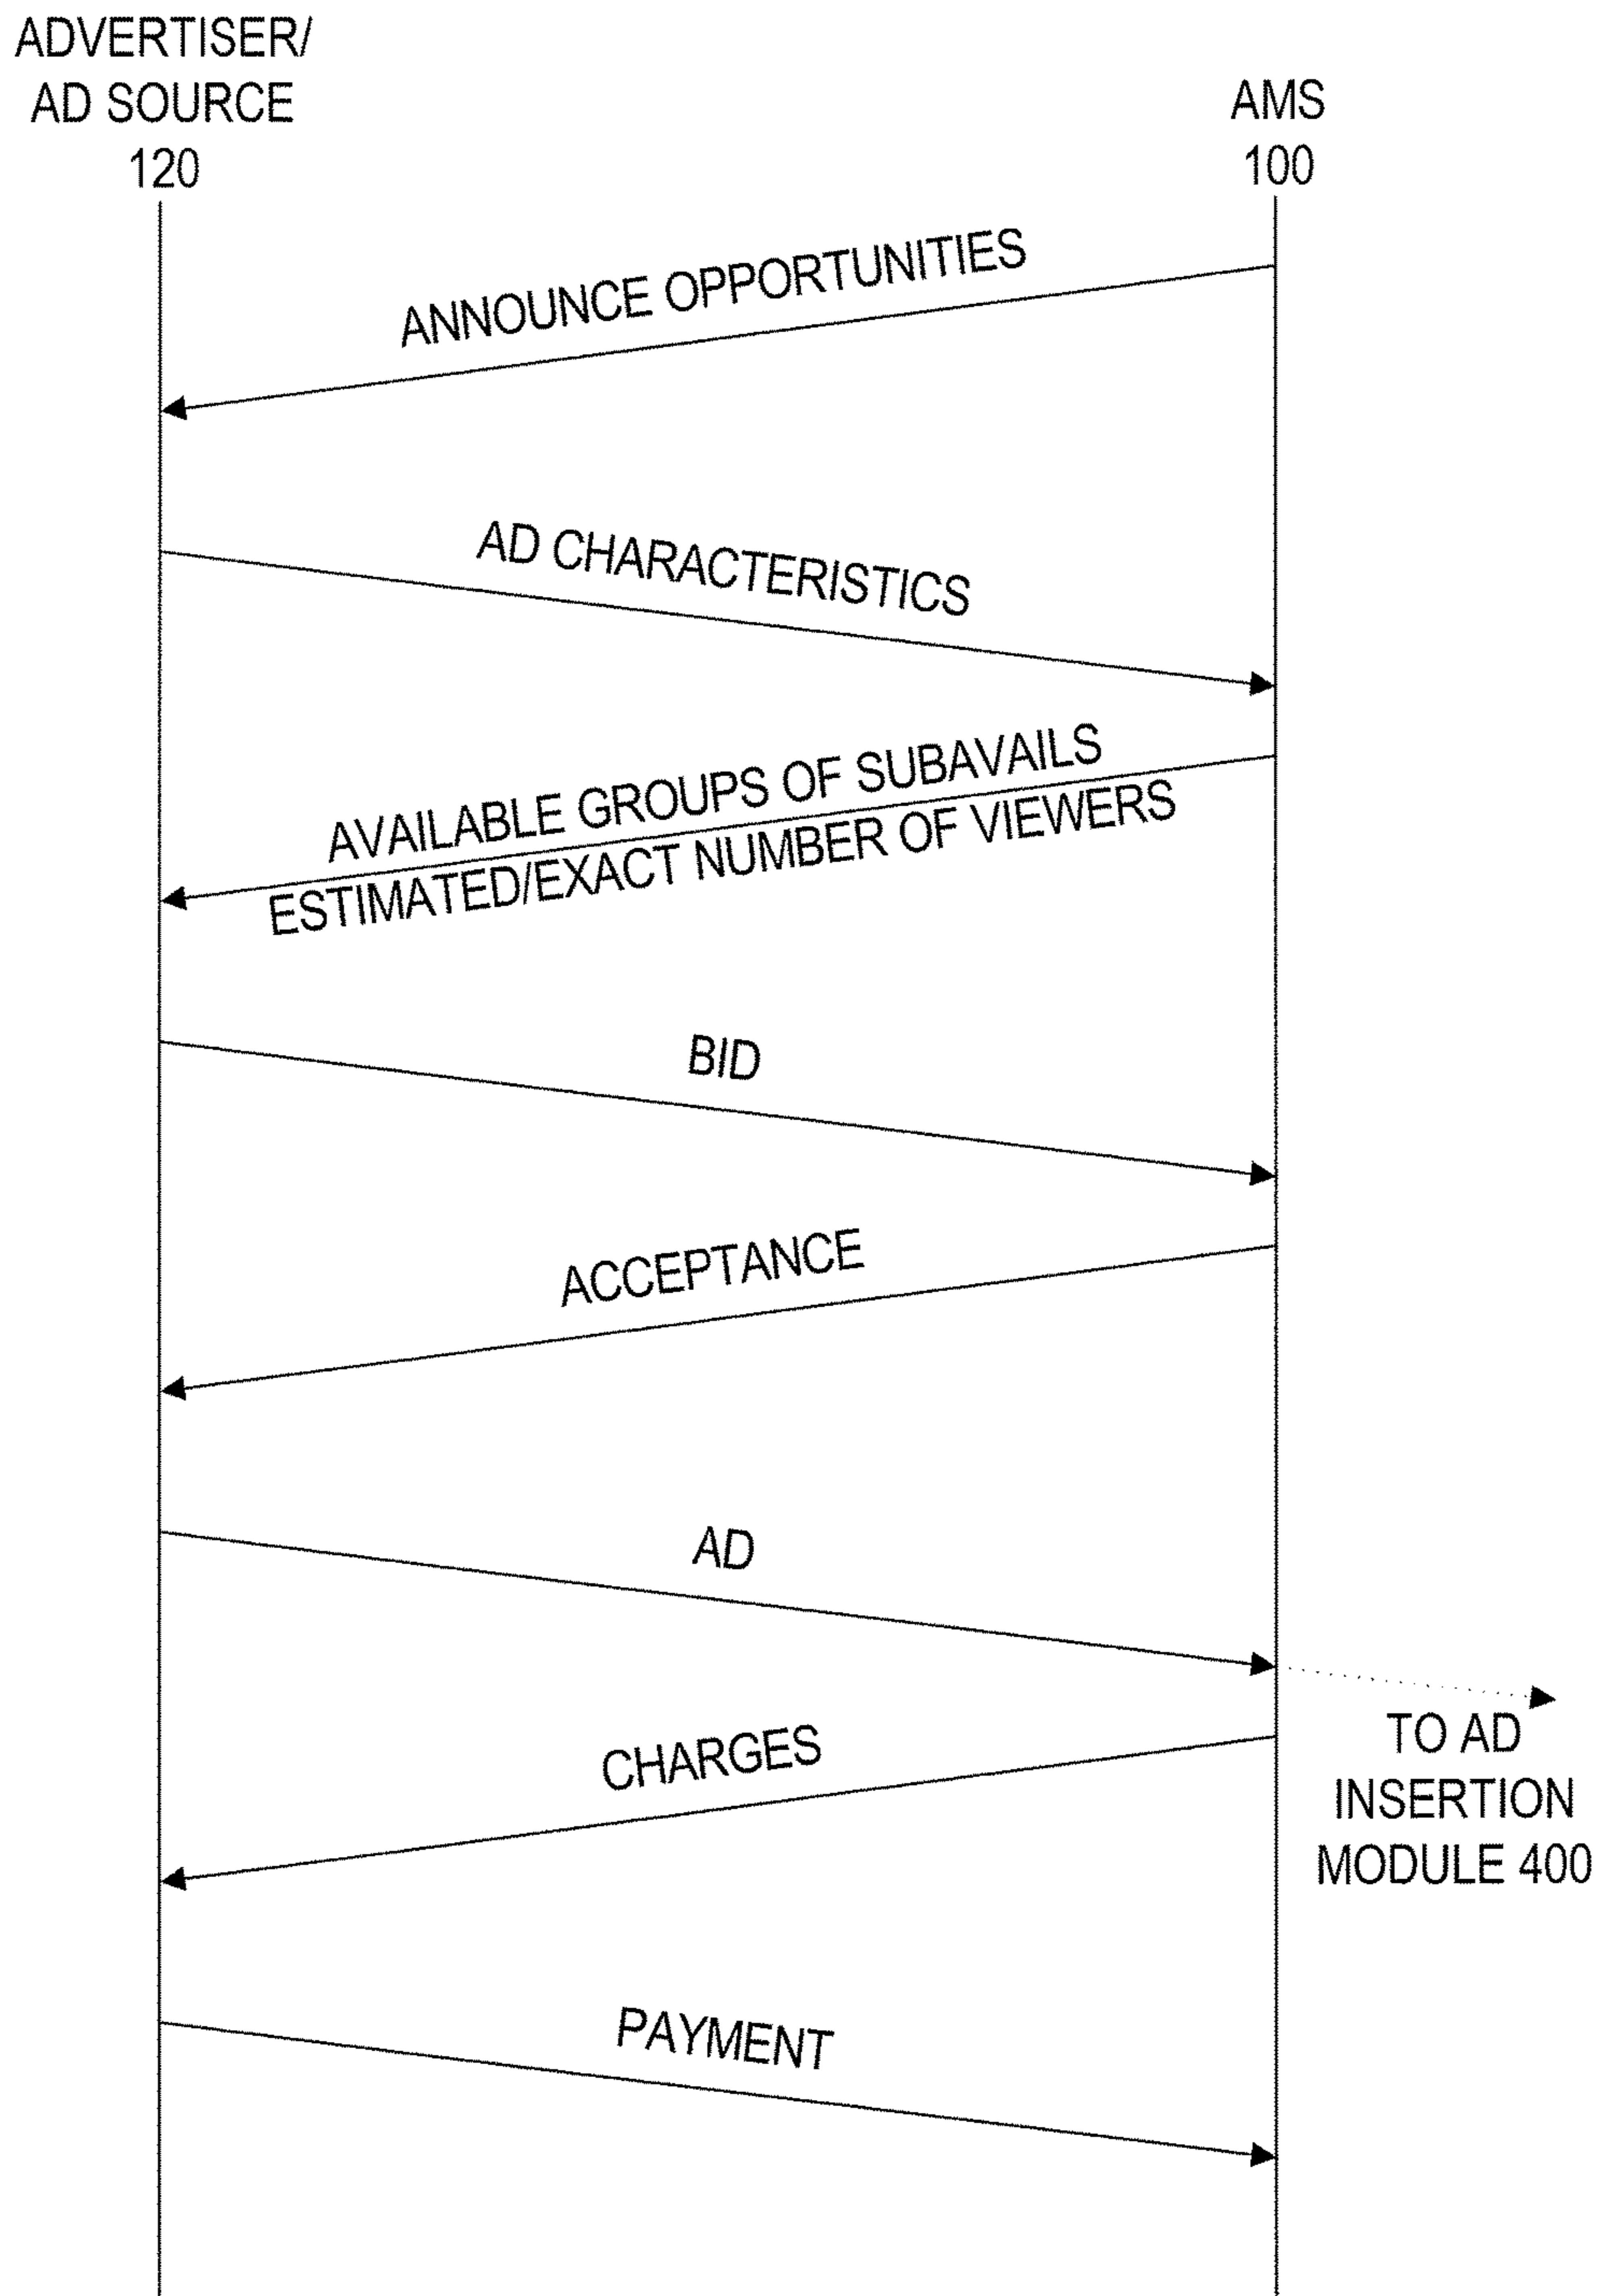 ADVERTISER/
AD SOURCE
120
AMS
100
ANNOUNCE OPPORTUNITIES
AD CHARACTERISTICS
AVAILABLE GROUPS OF SUBAVAILS
ESTIMATED/EXACT NUMBER OF VIEWERS
BID
ACCEPTANCE
AD
TO AD
INSERTION
MODULE 400
CHARGES
PAYMENT